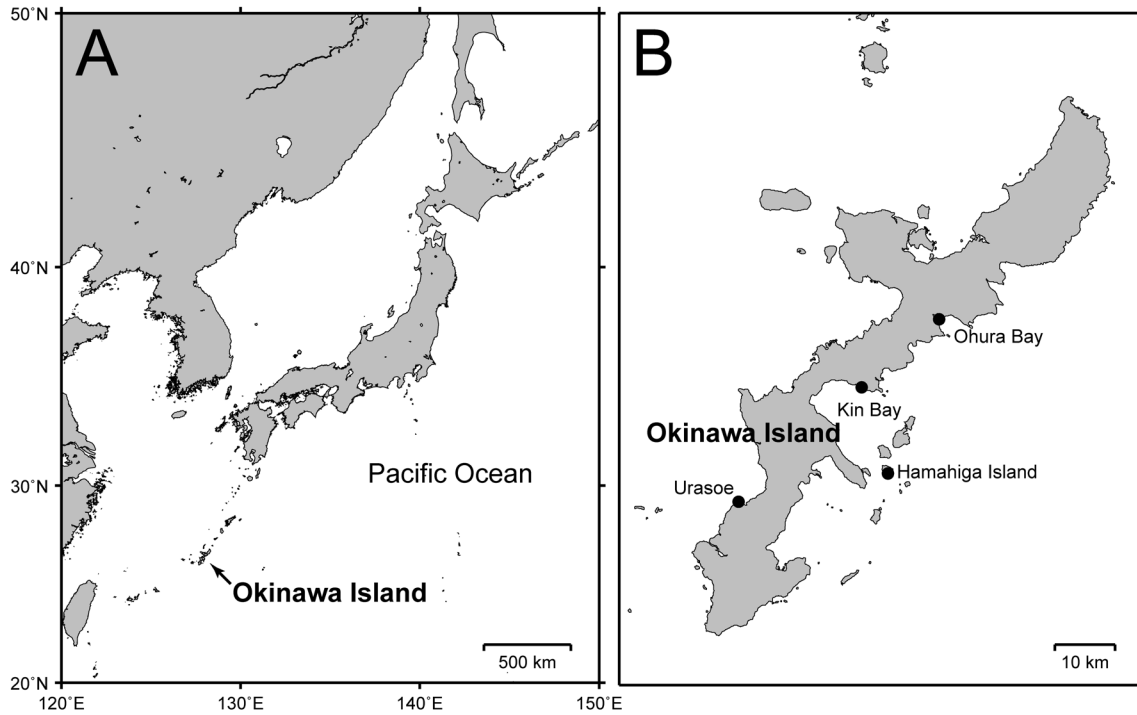 50˚N
A
40˚N
Pacific Ocean
30˚N
Okinawa Island
500 km
20˚N
120˚E
130˚E
140˚E
150˚E
B
Ohura Bay
Kin Bay
Okinawa Island
Hamahiga Island
Urasoe
10 km